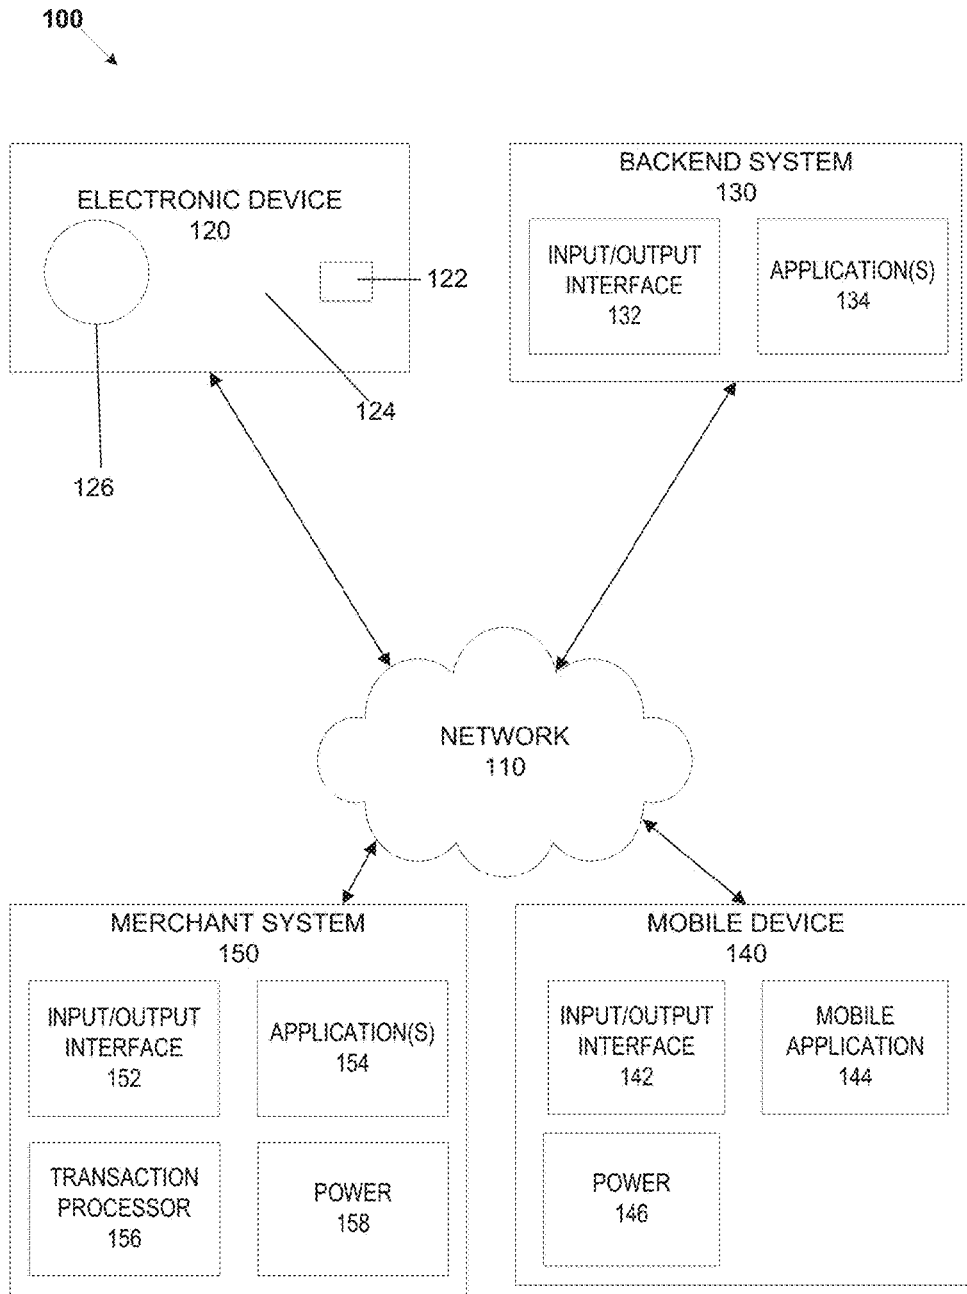 100
ELECTRONIC DEVICE
120
122
124
126
BACKEND SYSTEM
130
INPUT/OUTPUT
INTERFACE
132
APPLICATION(S)
134
NETWORK
110
MERCHANT SYSTEM
150
INPUT/OUTPUT
INTERFACE
152
APPLICATION(S)
154
TRANSACTION
PROCESSOR
156
POWER
158
MOBILE DEVICE
140
INPUT/OUTPUT
INTERFACE
142
MOBILE
APPLICATION
144
POWER
146